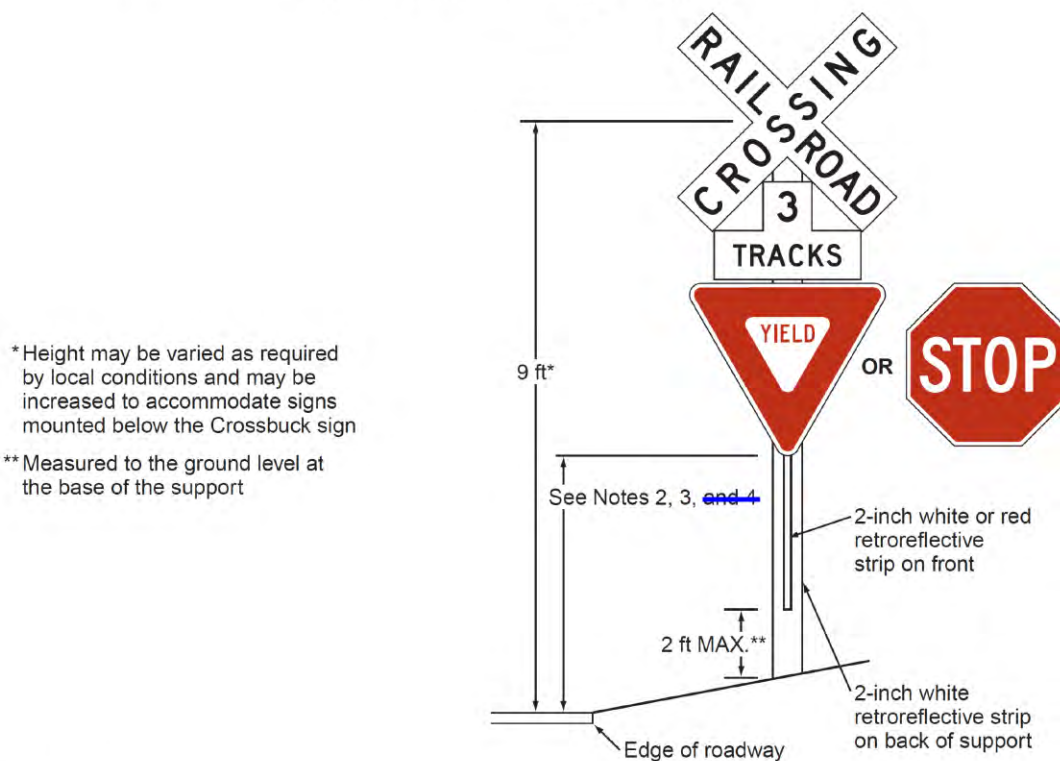 RAILROAD
CROSSING
3
TRACKS
YIELD
OR
STOP
9 ft*
* Height may be varied as required
by local conditions and may be
increased to accommodate signs
mounted below the Crossbuck sign
** Measured to the ground level at
the base of the support
See Notes 2, 3, and 4
2-inch white or red
retroreflective
strip on front
2 ft MAX.**
2-inch white
retroreflective strip
on back of support
Edge of roadway